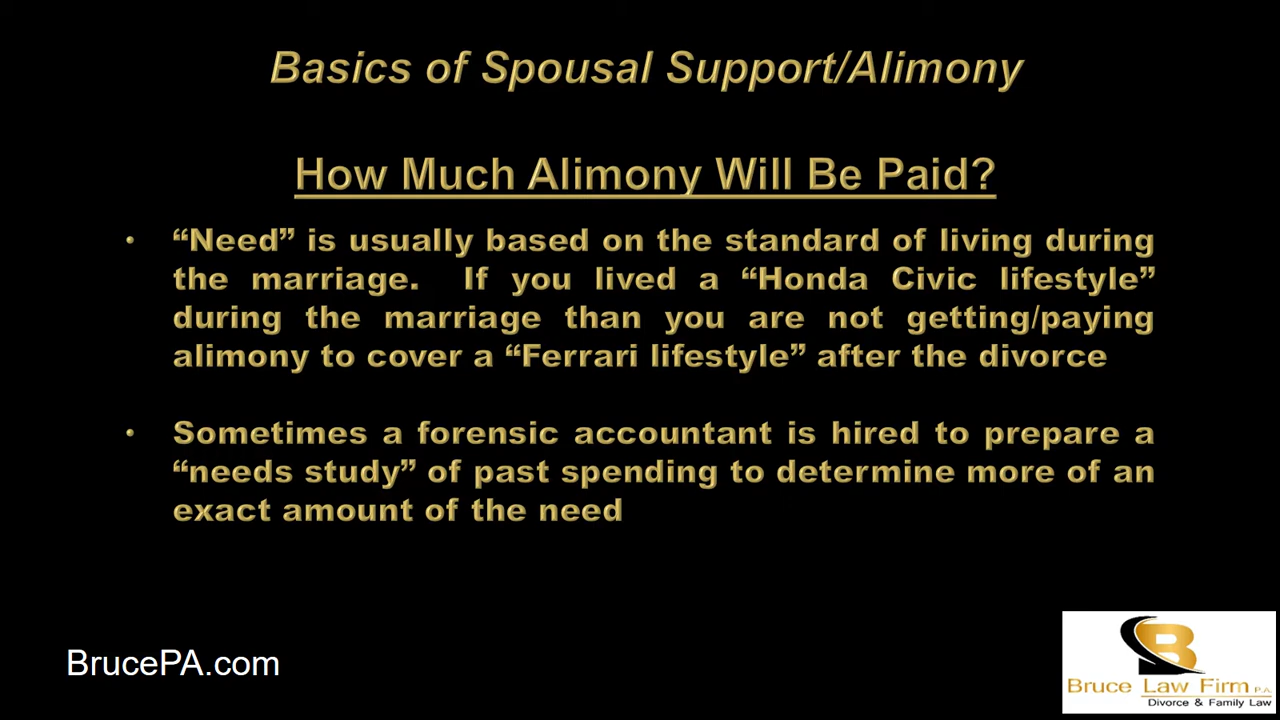 Basics of Spousal Support/Alimony
How Much Alimony Will Be Paid?
• “Need” is usually based on the standard of living during
the marriage. If you lived a “Honda Civic lifestyle”
during the marriage than you are not getting/paying
alimony to cover a “Ferrari lifestyle” after the divorce
• Sometimes a forensic accountant is hired to prepare a
“needs study” of past spending to determine more of an
exact amount of the need
BrucePA.com
B
Bruce Law Firm P.A.
Divorce & Family Law